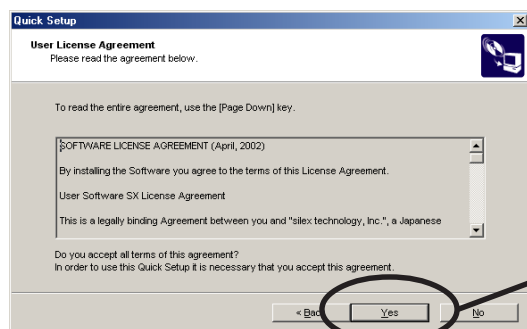 Quick Setup
User License Agreement
Please read the agreement below.
To read the entire agreement, use the [Page Down] key.
SOFTWARE LICENSE AGREEMENT (April, 2002)
By installing the Software you agree to the terms of this License Agreement.
User Software SX License Agreement
This is a legally binding Agreement between you and "silex technology, Inc.", a Japanese
Do you accept all terms of this agreement?
In order to use this Quick Setup it is necessary that you accept this agreement.
< Back Yes No